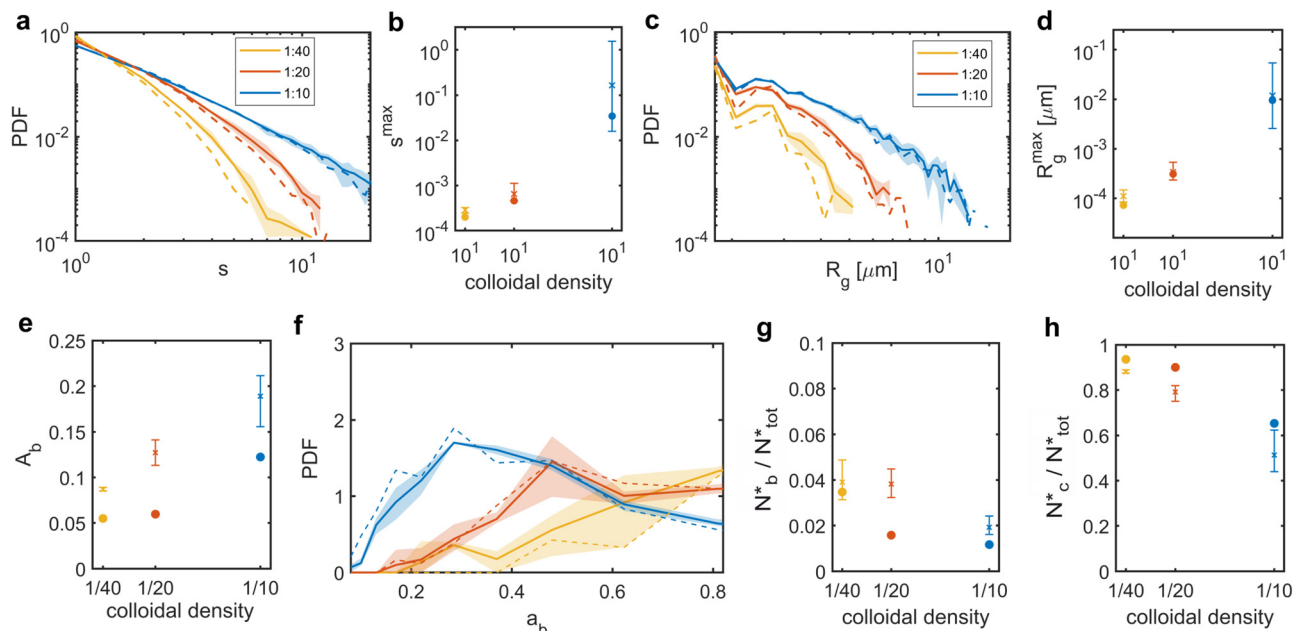 a
PDF
10^0
10^-2
10^-4
10^0
10^1
s
1:40
1:20
1:10
b
s^max
10^0
10^-1
10^-3
10^-4
10^1
10^1
10^1
colloidal density
c
PDF
10^0
10^-2
10^-4
10^1
R_g [μm]
1:40
1:20
1:10
d
R_g^max [μm]
10^-1
10^-2
10^-3
10^-4
10^1
10^1
10^1
colloidal density
e
A_b
0.25
0.2
0.15
0.1
0.05
0
1/40
1/20
1/10
colloidal density
f
PDF
3
2
1
0
0.2
0.4
0.6
0.8
a_b
g
N*_b / N*_tot
0.1
0.08
0.06
0.04
0.02
0
1/40
1/20
1/10
colloidal density
h
N*_c / N*_tot
1
0.8
0.6
0.4
0.2
0
1/40
1/20
1/10
colloidal density